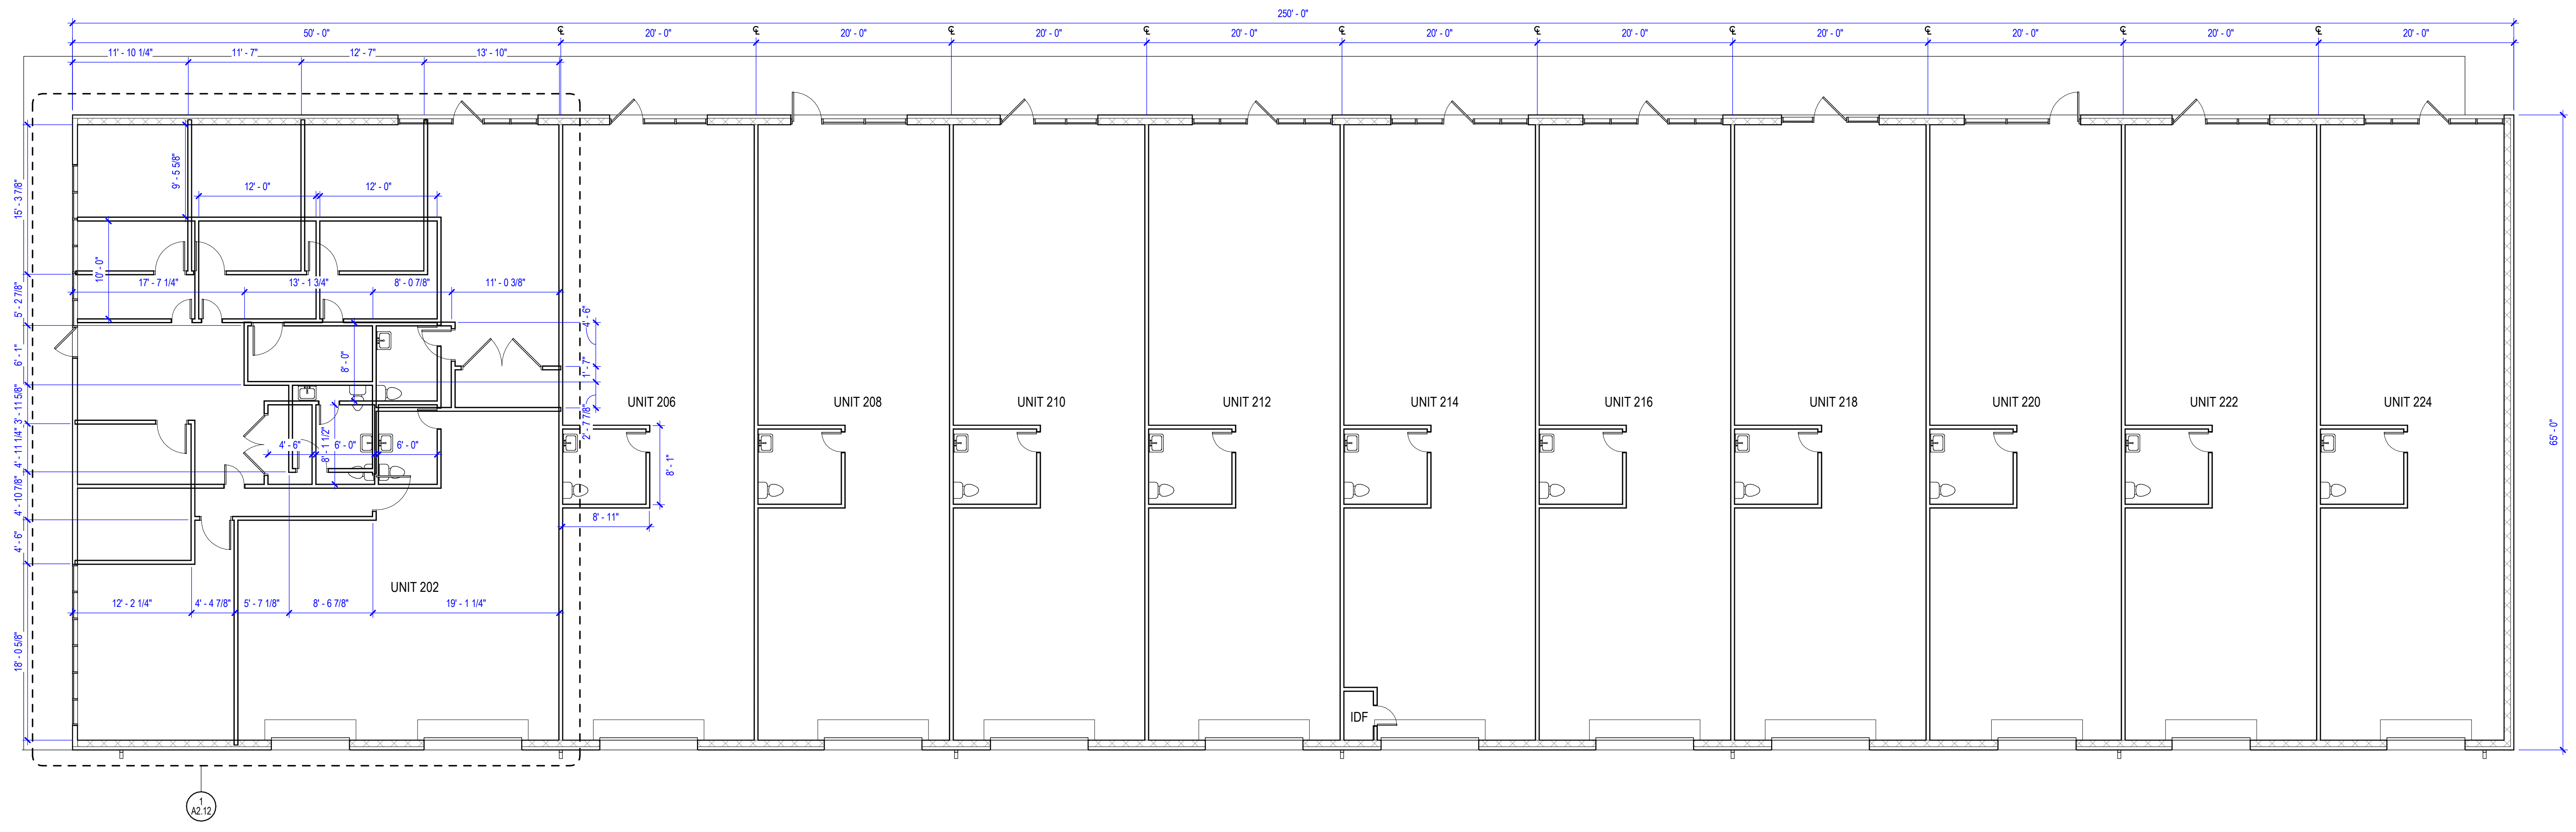 250' - 0"
50' - 0"
℄
20' - 0"
℄
20' - 0"
℄
20' - 0"
℄
20' - 0"
℄
20' - 0"
℄
20' - 0"
℄
20' - 0"
℄
20' - 0"
℄
20' - 0"
℄
20' - 0"
11' - 10 1/4"
11' - 7"
12' - 7"
13' - 10"
15' - 3 7/8"
5' - 2 7/8"
6' - 1"
3' - 11 5/8"
4' - 11 1/4"
4' - 10 7/8"
4' - 6"
18' - 0 5/8"
9' - 5 5/8"
12' - 0"
12' - 0"
10' - 0"
17' - 7 1/4"
13' - 1 3/4"
8' - 0 7/8"
11' - 0 3/8"
4' - 6"
1' - 7"
2' - 7 7/8"
8' - 0"
4' - 6"
8' - 1 1/2"
6' - 0"
6' - 0"
8' - 1"
8' - 11"
UNIT 206
UNIT 208
UNIT 210
UNIT 212
UNIT 214
UNIT 216
UNIT 218
UNIT 220
UNIT 222
UNIT 224
65' - 0"
UNIT 202
12' - 2 1/4"
4' - 4 7/8"
5' - 7 1/8"
8' - 6 7/8"
19' - 1 1/4"
IDF
1
A2.12